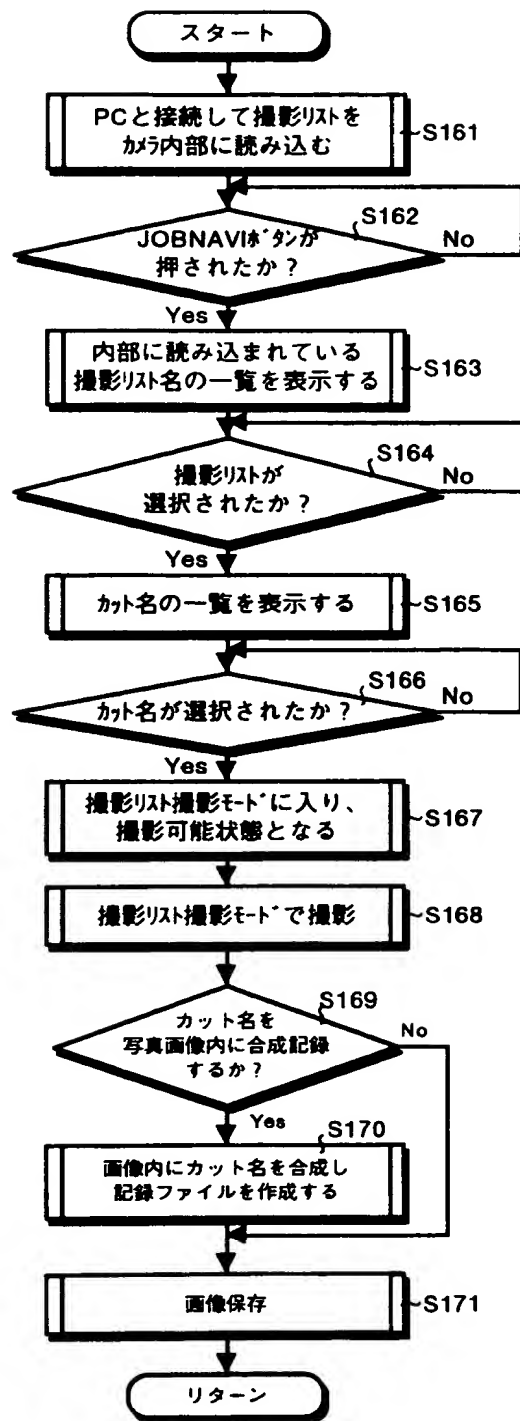 スタート
PCと接続して撮影リストを
カメラ内部に読み込む
S161
S162
JOBNAVIボタンが
押されたか？
No
Yes
内部に読み込まれている
撮影リスト名の一覧を表示する
S163
S164
撮影リストが
選択されたか？
No
Yes
カット名の一覧を表示する
S165
S166
カット名が選択されたか？
No
Yes
撮影リスト撮影モードに入り、
撮影可能状態となる
S167
撮影リスト撮影モードで撮影
S168
S169
カット名を
写真画像内に合成記録
するか？
No
Yes
S170
画像内にカット名を合成し
記録ファイルを作成する
画像保存
S171
リターン